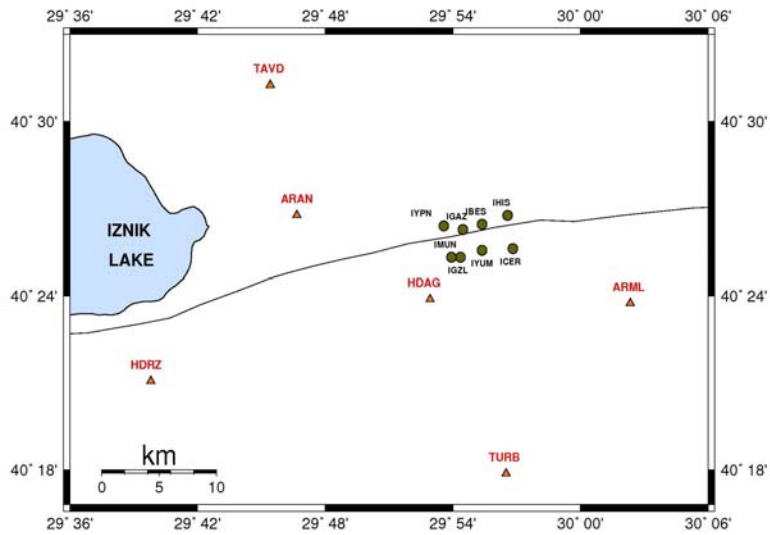 29° 36' 29° 42' 29° 48' 29° 54' 30° 00' 30° 06'
TAVD
40° 30' 40° 30'
ARAN
IHIS
IBES
IYPN IGAZ
IZNIK
LAKE
IMUN
IYUM ICER
IGZL
HDAG
ARML
40° 24' 40° 24'
HDRZ
km
TURB
40° 18' 40° 18'
0 5 10
29° 36' 29° 42' 29° 48' 29° 54' 30° 00' 30° 06'